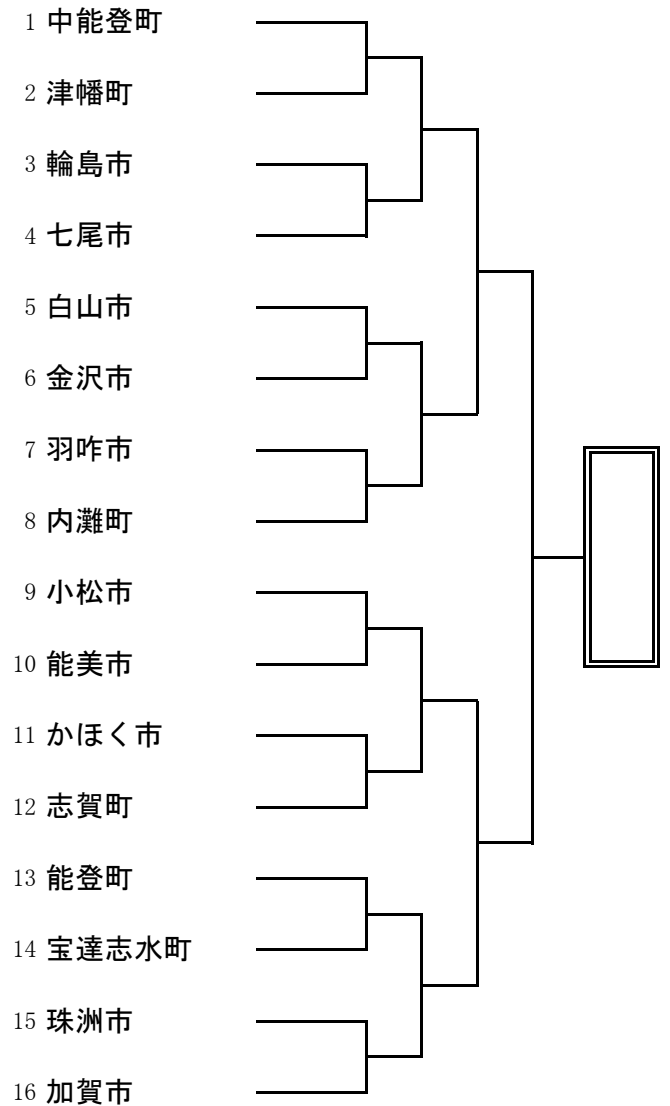 1 中能登町
2 津幡町
3 輪島市
4 七尾市
5 白山市
6 金沢市
7 羽咋市
8 内灘町
9 小松市
10 能美市
11 かほく市
12 志賀町
13 能登町
14 宝達志水町
15 珠洲市
16 加賀市